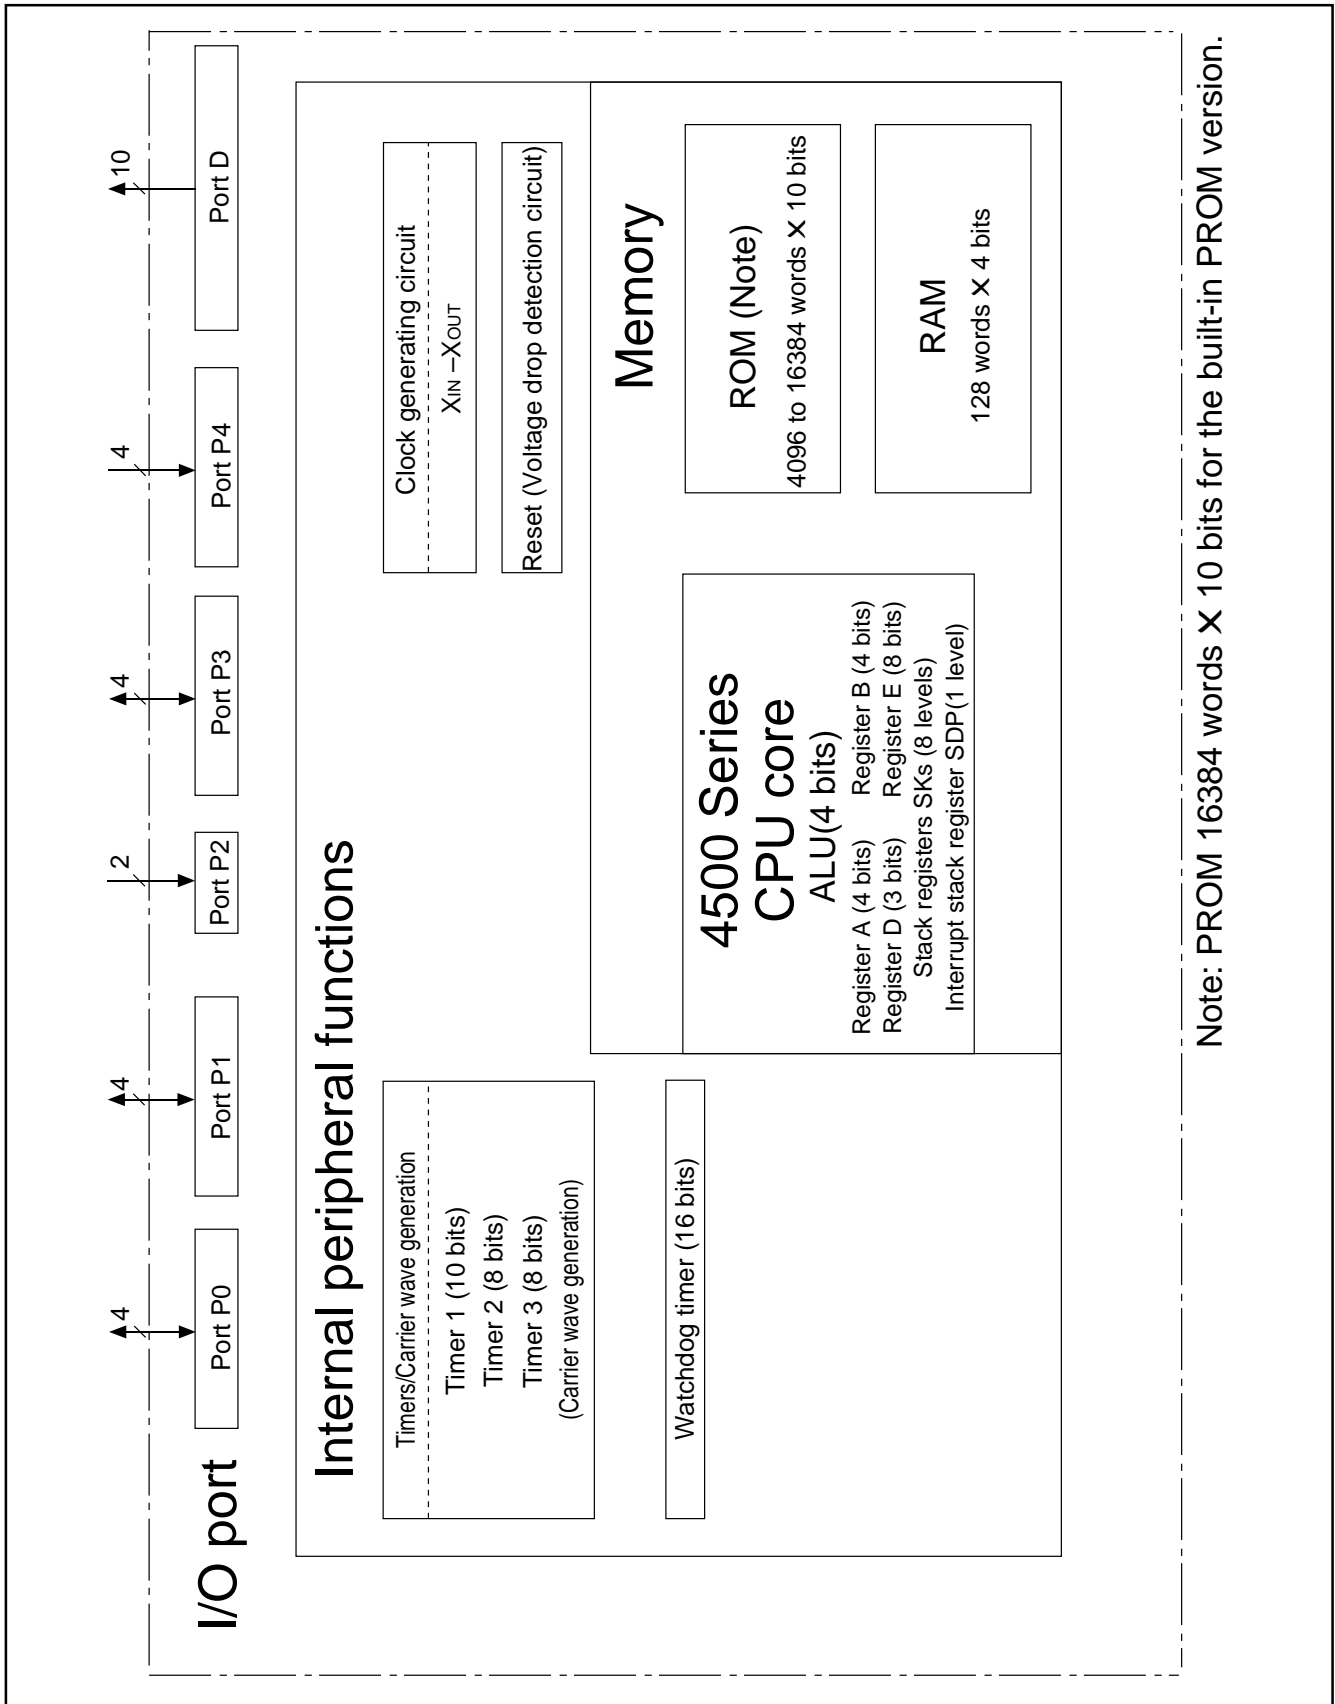 I/O port
4
Port P0
4
Port P1
2
Port P2
4
Port P3
4
Port P4
10
Port D
Internal peripheral functions
Timers/Carrier wave generation
Timer 1 (10 bits)
Timer 2 (8 bits)
Timer 3 (8 bits)
(Carrier wave generation)
Watchdog timer (16 bits)
Clock generating circuit
XIN –XOUT
Reset (Voltage drop detection circuit)
4500 Series
CPU core
ALU(4 bits)
Register A (4 bits) Register B (4 bits)
Register D (3 bits) Register E (8 bits)
Stack registers SKs (8 levels)
Interrupt stack register SDP(1 level)
Memory
ROM (Note)
4096 to 16384 words X 10 bits
RAM
128 words X 4 bits
Note: PROM 16384 words X 10 bits for the built-in PROM version.